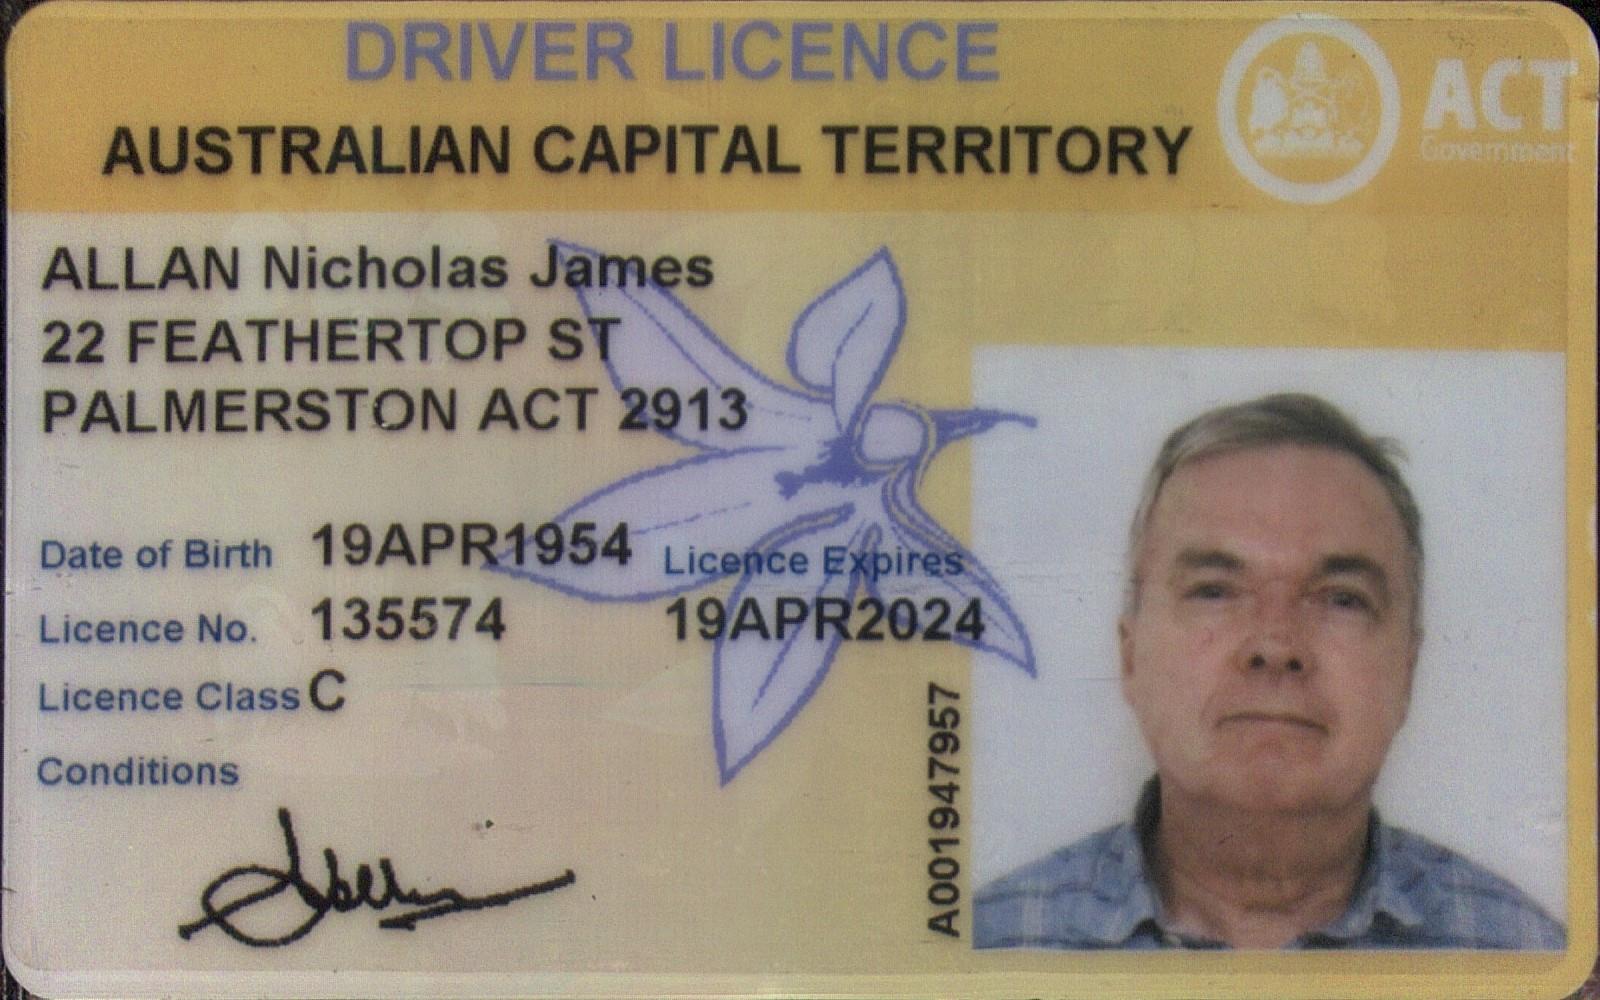 DRIVER LICENCE
ACT
Government
AUSTRALIAN CAPITAL TERRITORY
ALLAN Nicholas James
22 FEATHERTOP ST
PALMERSTON ACT 2913
Date of Birth 19APR1954
Licence Expires
Licence No. 135574
19APR2024
Licence Class C
Conditions
A001947957